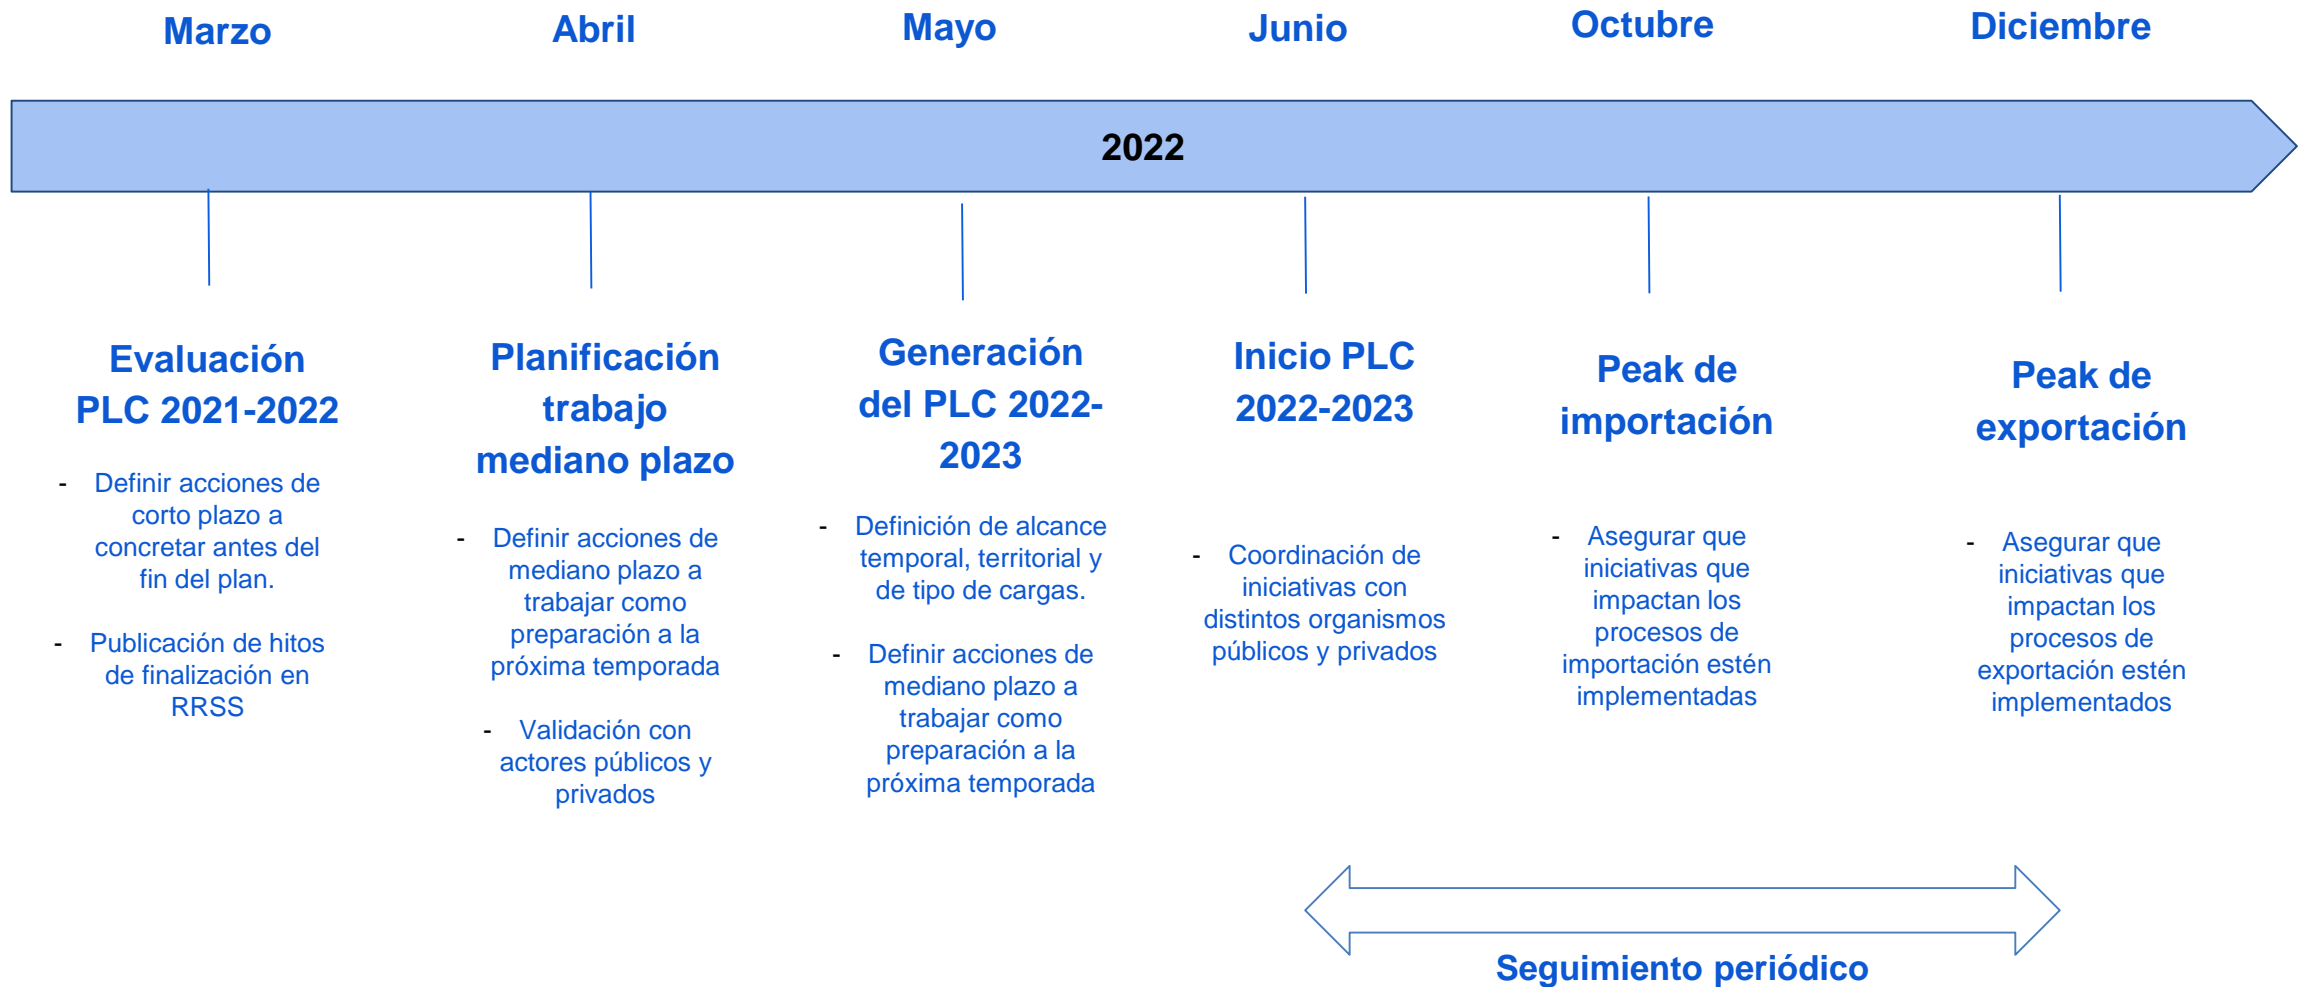 Marzo
Abril
Mayo
Junio
Octubre
Diciembre
2022
Evaluación
PLC 2021-2022
- Definir acciones de
corto plazo a
concretar antes del
fin del plan.
- Publicación de hitos
de finalización en
RRSS
Planificación
trabajo
mediano plazo
- Definir acciones de
mediano plazo a
trabajar como
preparación a la
próxima temporada
- Validación con
actores públicos y
privados
Generación
del PLC 2022-
2023
- Definición de alcance
temporal, territorial y
de tipo de cargas.
- Definir acciones de
mediano plazo a
trabajar como
preparación a la
próxima temporada
Inicio PLC
2022-2023
- Coordinación de
iniciativas con
distintos organismos
públicos y privados
Peak de
importación
- Asegurar que
iniciativas que
impactan los
procesos de
importación estén
implementadas
Peak de
exportación
- Asegurar que
iniciativas que
impactan los
procesos de
exportación estén
implementados
Seguimiento periódico